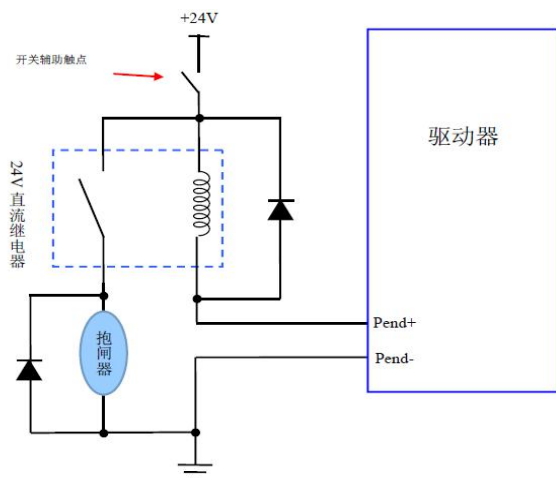 +24V
开关辅助触点
驱动器
24V 直流继电器
Pend+
抱闸器
Pend-